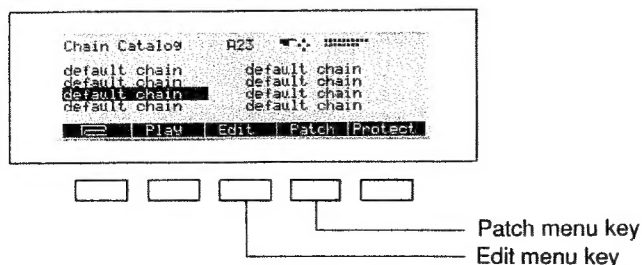 Chain Catalog A23
default chain default chain
default chain default chain
default chain default chain
default chain default chain
Play Edit Patch Protect
Patch menu key
Edit menu key